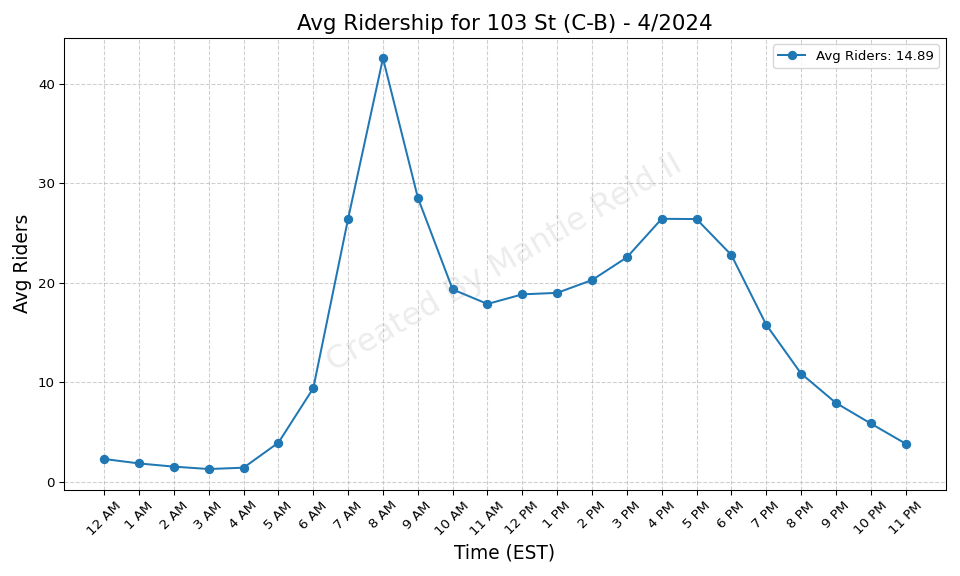 Avg Ridership for 103 St (C-B) - 4/2024
Avg Riders: 14.89
40
30
20
10
0
Avg Riders
Created By Mantie Reid II
12 AM
1 AM
2 AM
3 AM
4 AM
5 AM
6 AM
7 AM
8 AM
9 AM
10 AM
11 AM
12 PM
1 PM
2 PM
3 PM
4 PM
5 PM
6 PM
7 PM
8 PM
9 PM
10 PM
11 PM
Time (EST)